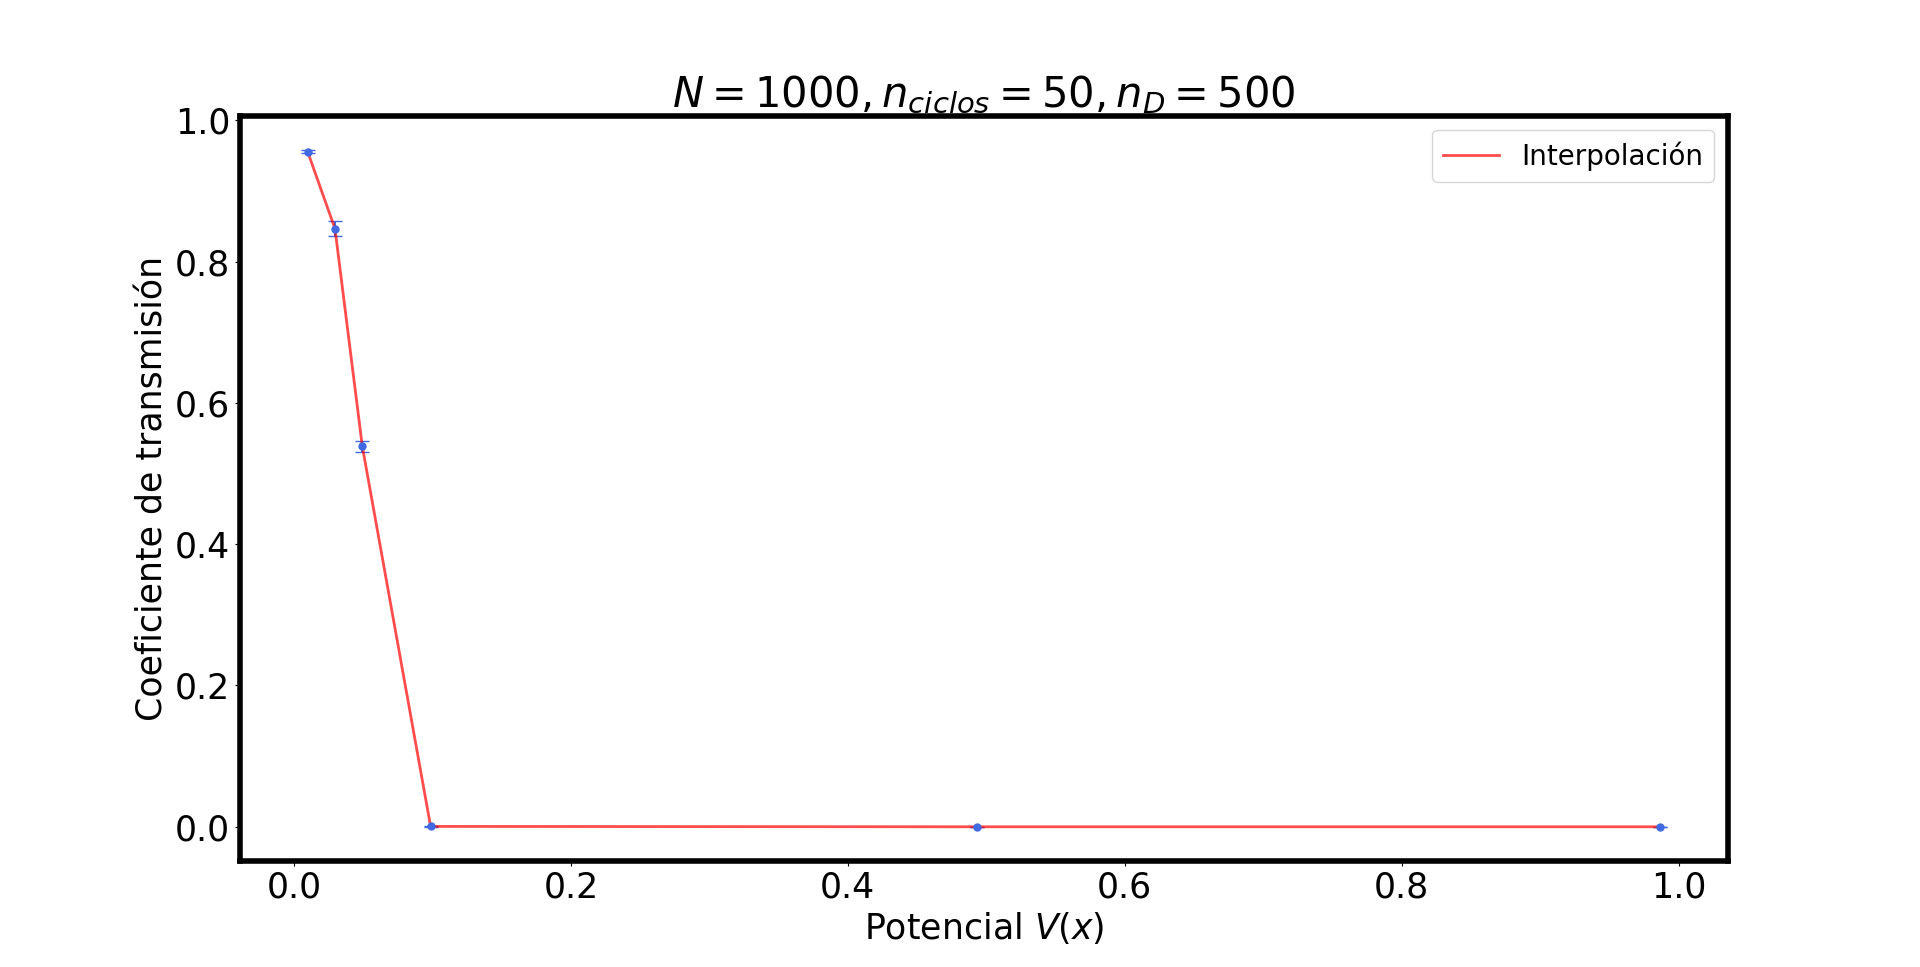 N = 1000, n_ciclos = 50, n_D = 500
1.0
Interpolación
0.8
0.6
0.4
0.2
0.0
Coeficiente de transmisión
0.0 0.2 0.4 0.6 0.8 1.0
Potencial V(x)